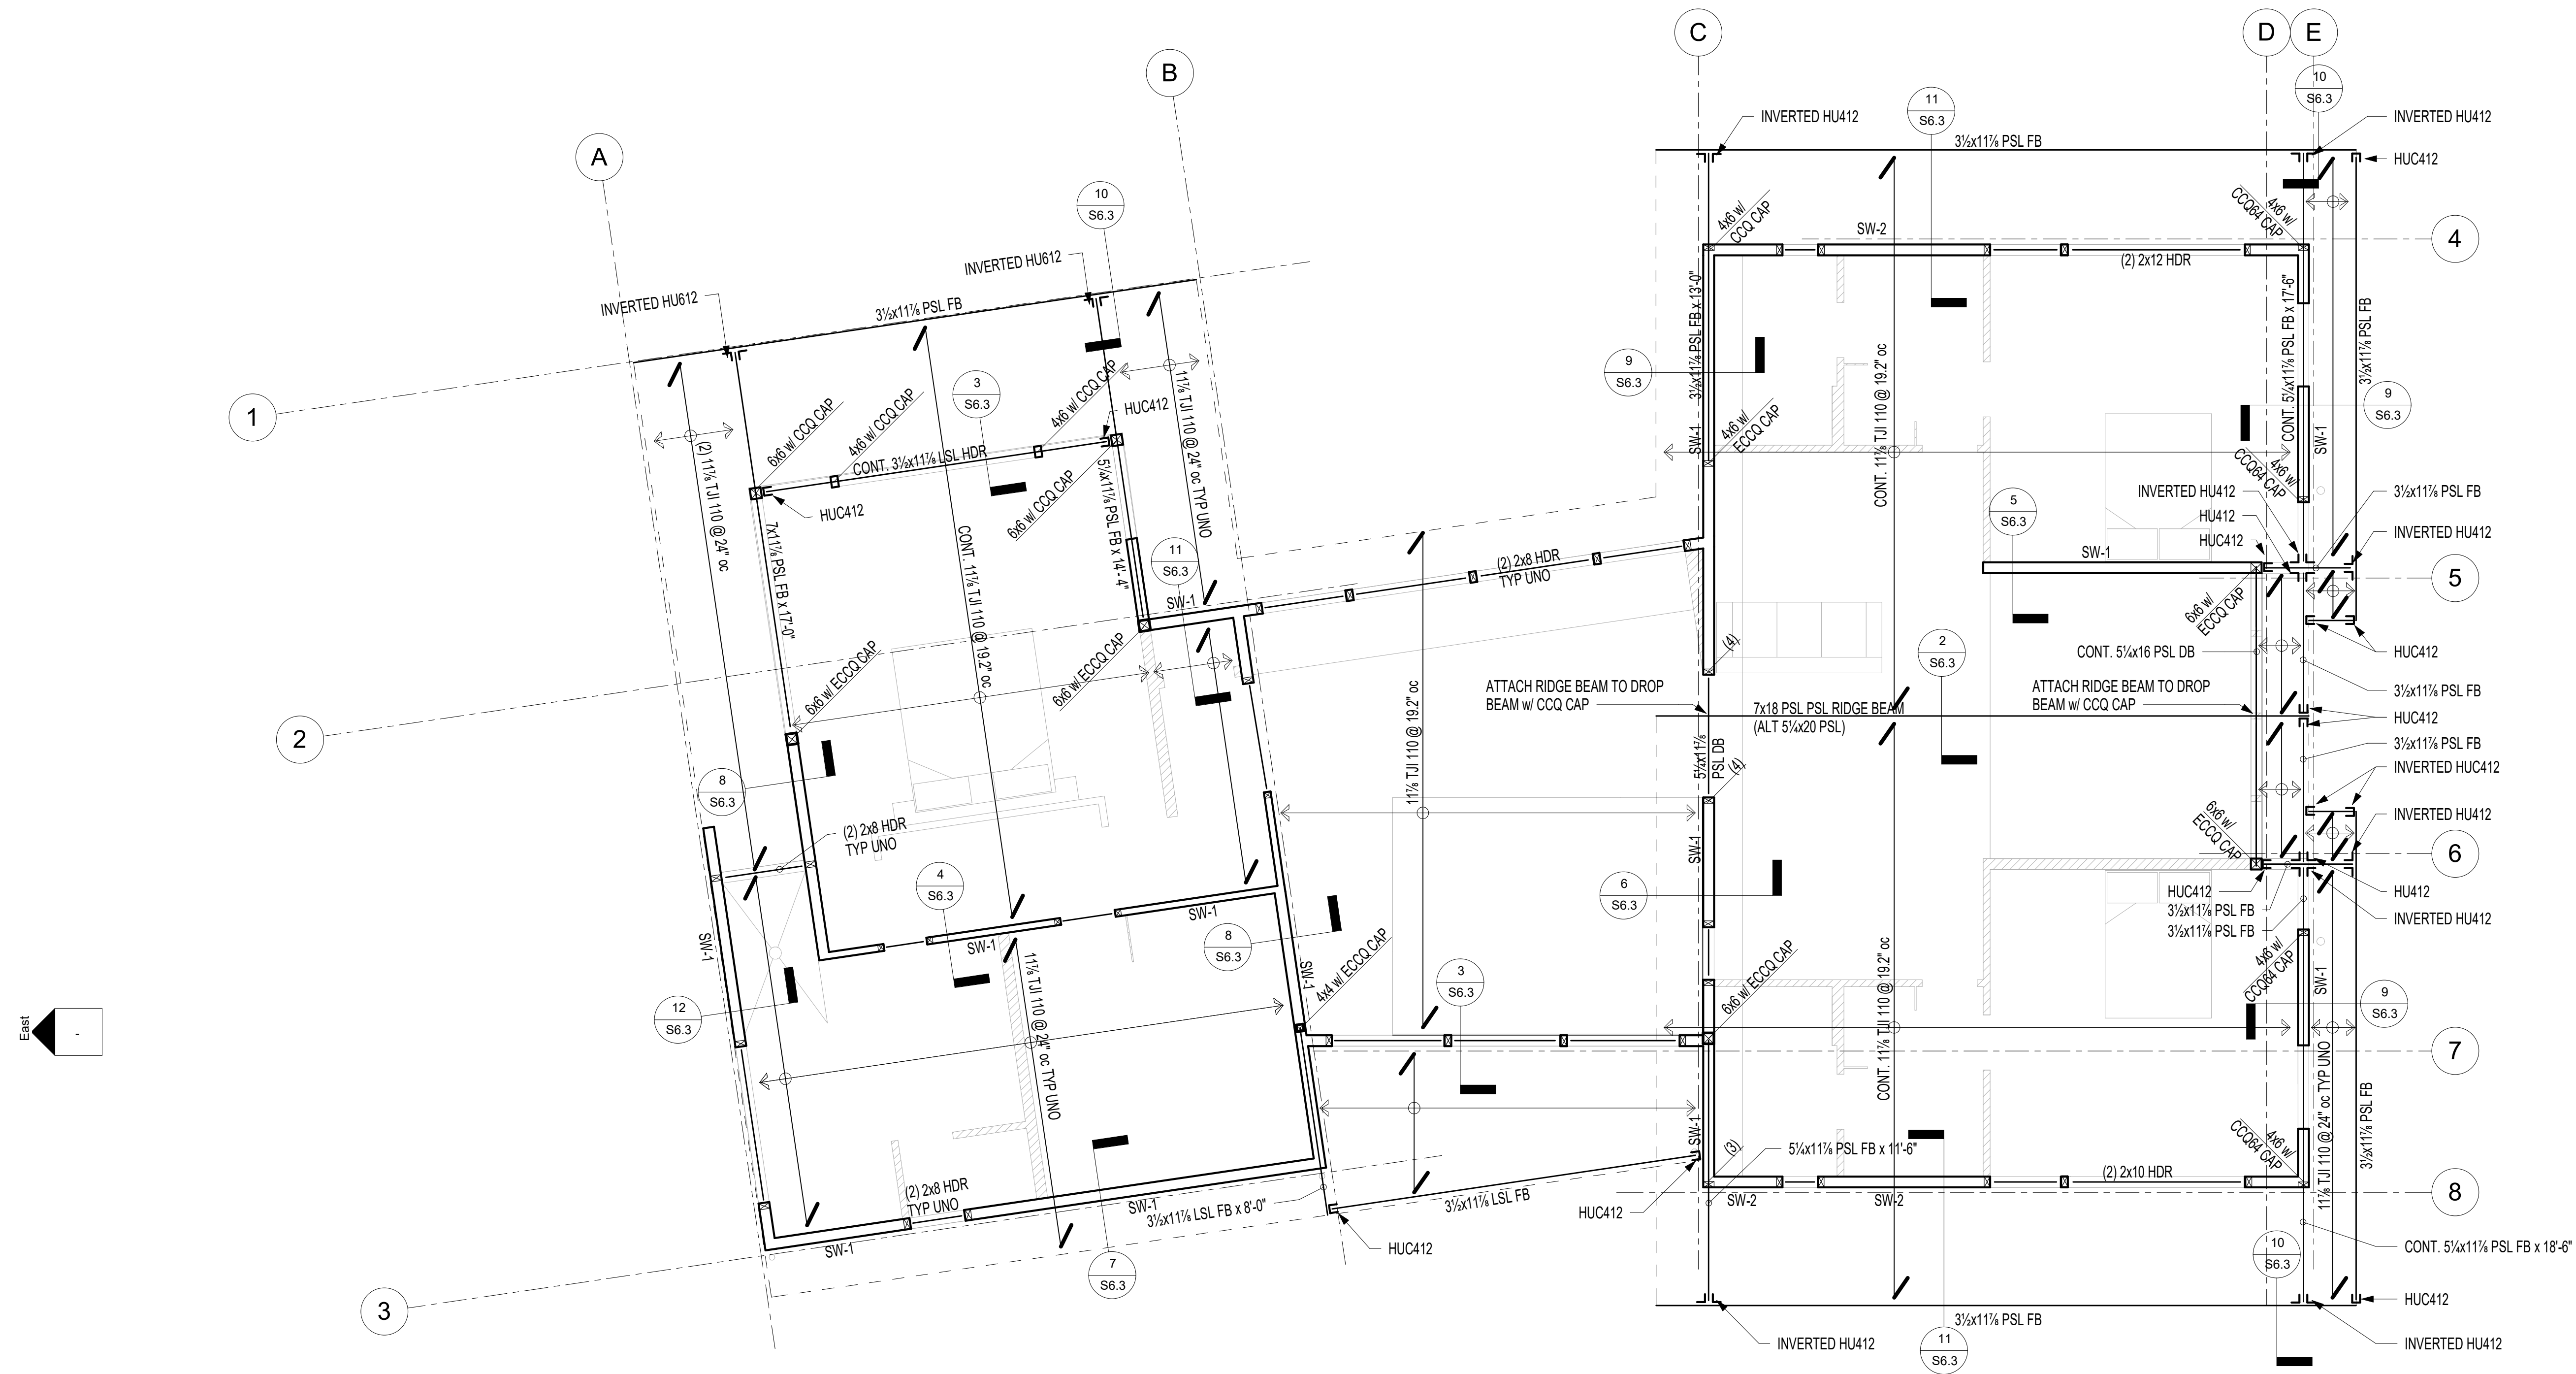 A
B
C
D
E
1
2
3
4
5
6
7
8
East
-
10
S6.3
INVERTED HU612
INVERTED HU612
3½x11⅞ PSL FB
(2) 11⅞ TJI 110 @ 24" oc
6x6 w/ CCQ CAP
4x6 w/ CCQ CAP
3
S6.3
4x6 w/ CCQ CAP
HUC412
CONT. 3½x11⅞ LSL HDR
HUC412
6x6 w/ CCQ CAP
5¼x11⅞ PSL FB x 14'- 4"
11⅞ TJI 110 @ 24" oc TYP UNO
7x11⅞ PSL FB x 17'-0"
CONT. 11⅞ TJI 110 @ 19.2" oc
11
S6.3
SW-1
6x6 w/ ECCQ CAP
6x6 w/ ECCQ CAP
8
S6.3
(2) 2x8 HDR
TYP UNO
4
S6.3
SW-1
SW-1
SW-1
8
S6.3
SW-1
4x4 w/ ECCQ CAP
12
S6.3
11⅞ TJI 110 @ 24" oc TYP UNO
(2) 2x8 HDR
TYP UNO
SW-1
SW-1
3½x11⅞ LSL FB x 8'-0"
7
S6.3
(2) 2x8 HDR
TYP UNO
11⅞ TJI 110 @ 19.2" oc
3
S6.3
3½x11⅞ LSL FB
HUC412
HUC412
INVERTED HU412
11
S6.3
3½x11⅞ PSL FB
10
S6.3
INVERTED HU412
HUC412
4x6 w/
CCQ CAP
SW-2
4x6 w/
CCQ64 CAP
(2) 2x12 HDR
3½x11⅞ PSL FB x 13'-0"
SW-1
9
S6.3
4x6 w/
ECCQ CAP
CONT. 11⅞ TJI 110 @ 19.2" oc
CONT. 5¼x11⅞ PSL FB x 17'-6"
SW-1
3½x11⅞ PSL FB
9
S6.3
4x6 w/
CCQ64 CAP
INVERTED HU412
HU412
HUC412
3½x11⅞ PSL FB
INVERTED HU412
5
S6.3
SW-1
6x6 w/
ECCQ CAP
CONT. 5¼x16 PSL DB
HUC412
2
S6.3
(4)
ATTACH RIDGE BEAM TO DROP
BEAM w/ CCQ CAP
7x18 PSL PSL RIDGE BEAM
(ALT 5¼x20 PSL)
ATTACH RIDGE BEAM TO DROP
BEAM w/ CCQ CAP
3½x11⅞ PSL FB
HUC412
3½x11⅞ PSL FB
INVERTED HUC412
5¼x11⅞
PSL DB
(4)
SW-1
6
S6.3
6x6 w/
ECCQ CAP
INVERTED HU412
HU412
INVERTED HU412
HUC412
3½x11⅞ PSL FB
3½x11⅞ PSL FB
4x6 w/
CCQ64 CAP
SW-1
9
S6.3
6x6 w/ ECCQ CAP
CONT. 11⅞ TJI 110 @ 19.2" oc
11⅞ TJI 110 @ 24" oc TYP UNO
3½x11⅞ PSL FB
SW-1
(3)
5¼x11⅞ PSL FB x 11'-6"
4x6 w/
CCQ64 CAP
(2) 2x10 HDR
SW-2
SW-2
10
S6.3
CONT. 5¼x11⅞ PSL FB x 18'-6"
HUC412
INVERTED HU412
3½x11⅞ PSL FB
INVERTED HU412
11
S6.3